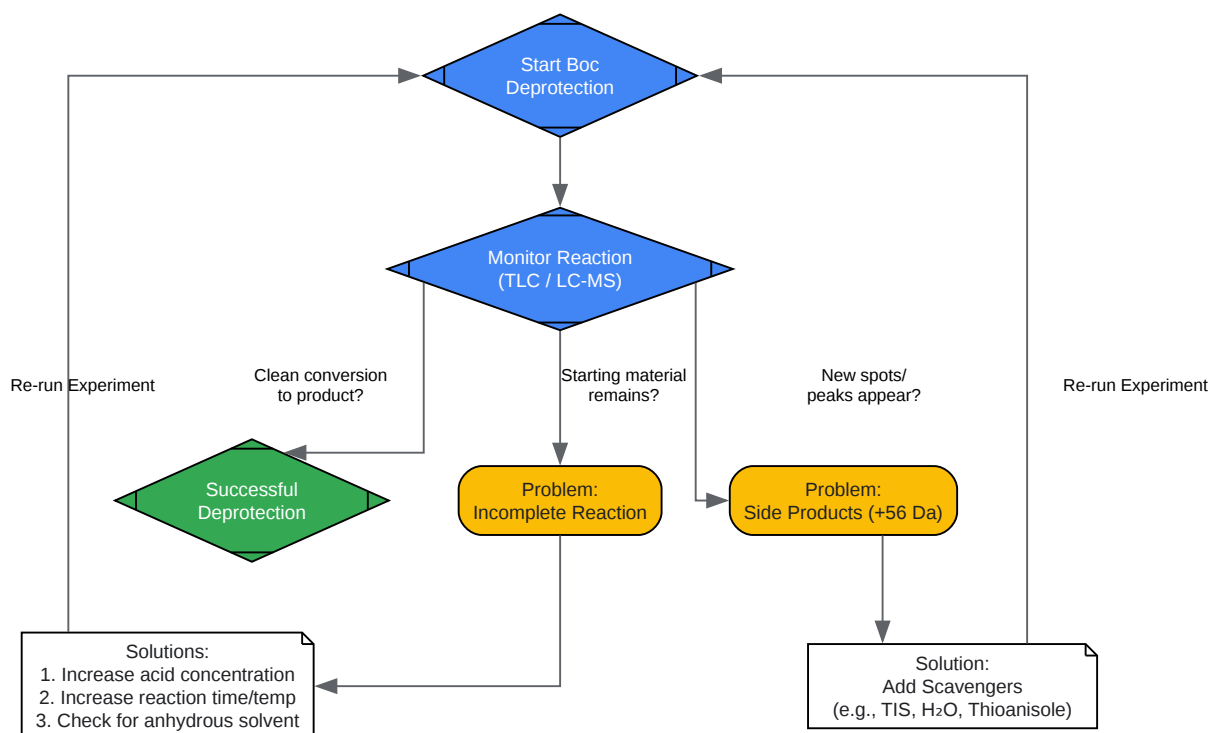 Start Boc
Deprotection
Monitor Reaction
(TLC / LC-MS)
Re-run Experiment
Clean conversion
to product?
Starting material
remains?
New spots/
peaks appear?
Re-run Experiment
Successful
Deprotection
Problem:
Incomplete Reaction
Problem:
Side Products (+56 Da)
Solutions:
1. Increase acid concentration
2. Increase reaction time/temp
3. Check for anhydrous solvent
Solution:
Add Scavengers
(e.g., TIS, H₂O, Thioanisole)